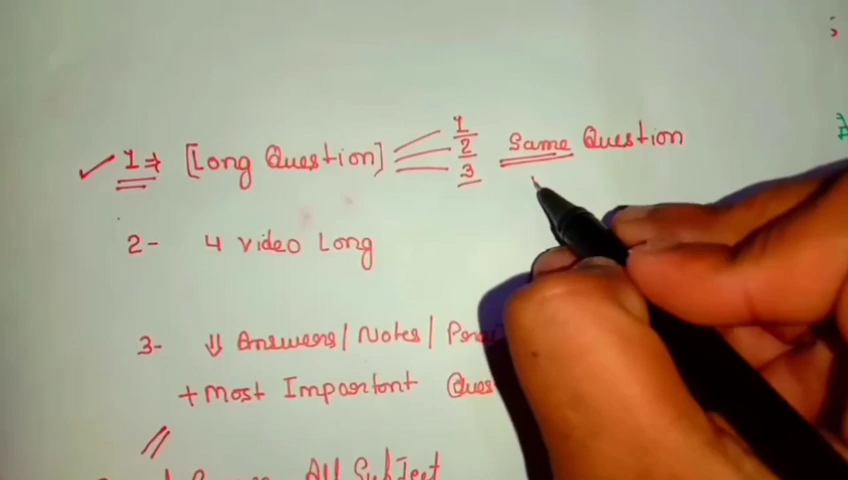 1⇒ [Long Question] 1 2 3 Same Question
2- 4 video Long
3- ⇓ Answers/Notes/
+ Most Important Ques
All Subject